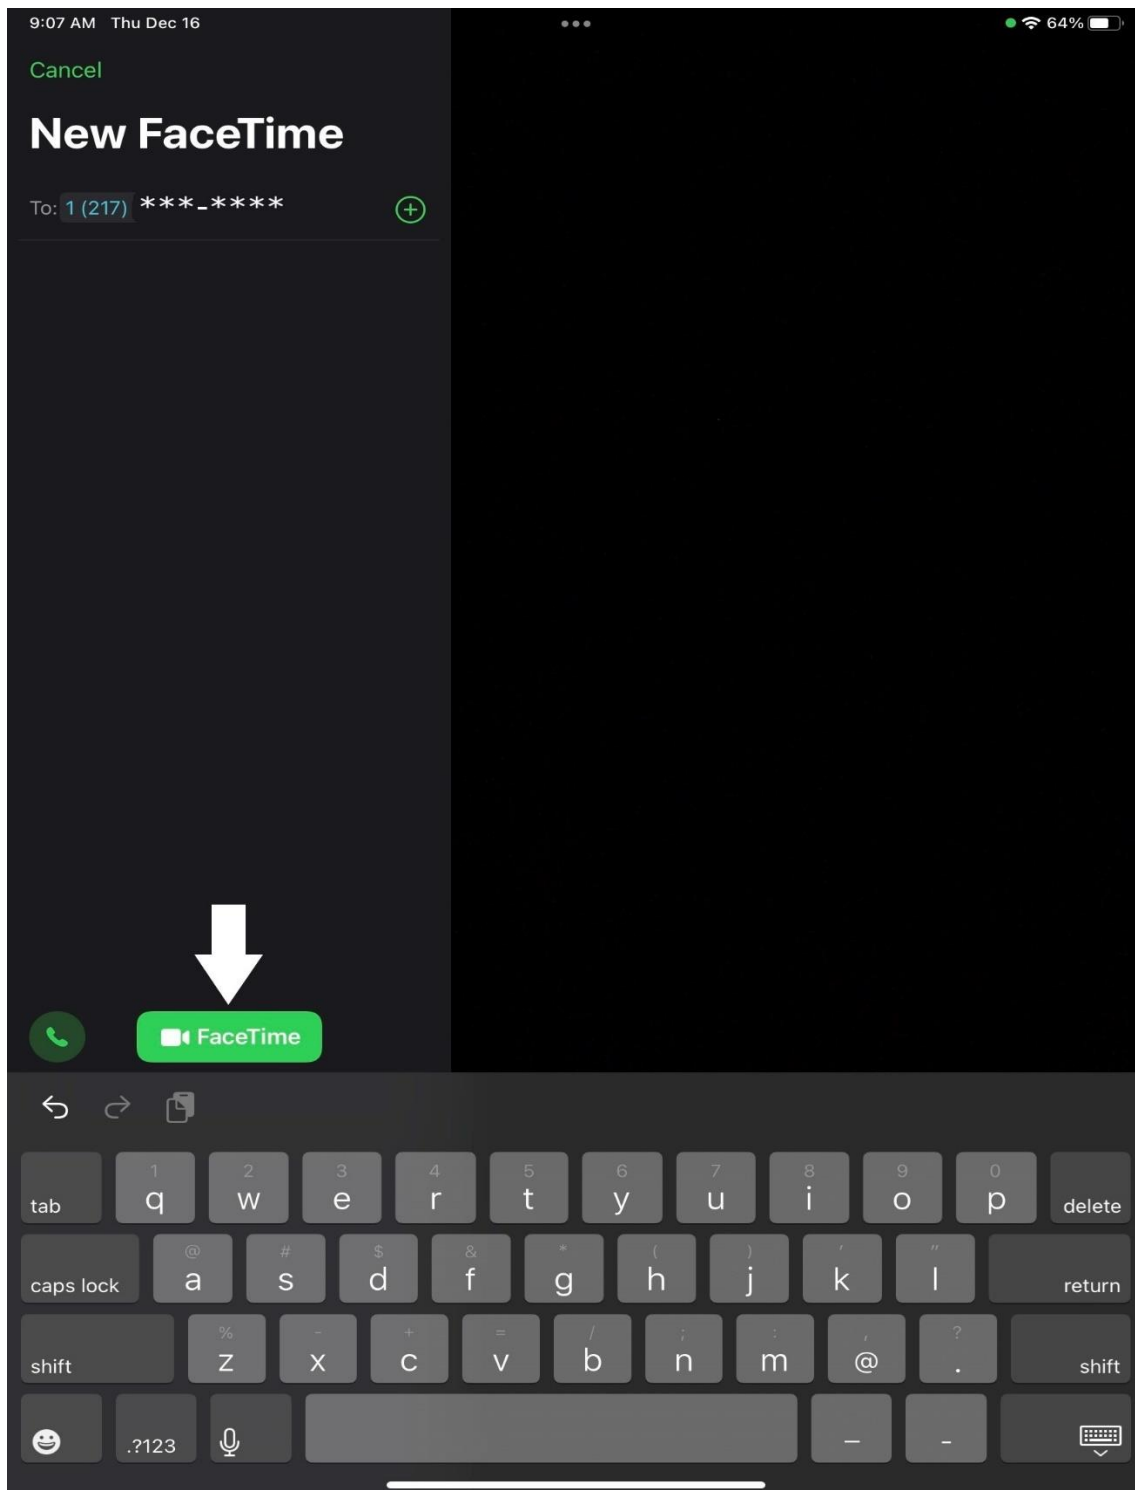 9:07 AM Thu Dec 16
64%
Cancel
New FaceTime
To: 1 (217) ***-****
FaceTime
1 2 3 4 5 6 7 8 9 0
tab q w e r t y u i o p delete
@ # $ & * ( ) ' "
caps lock a s d f g h j k l return
% - + = / ; : , ?
shift z x c v b n m @ . shift
.?123 _ -